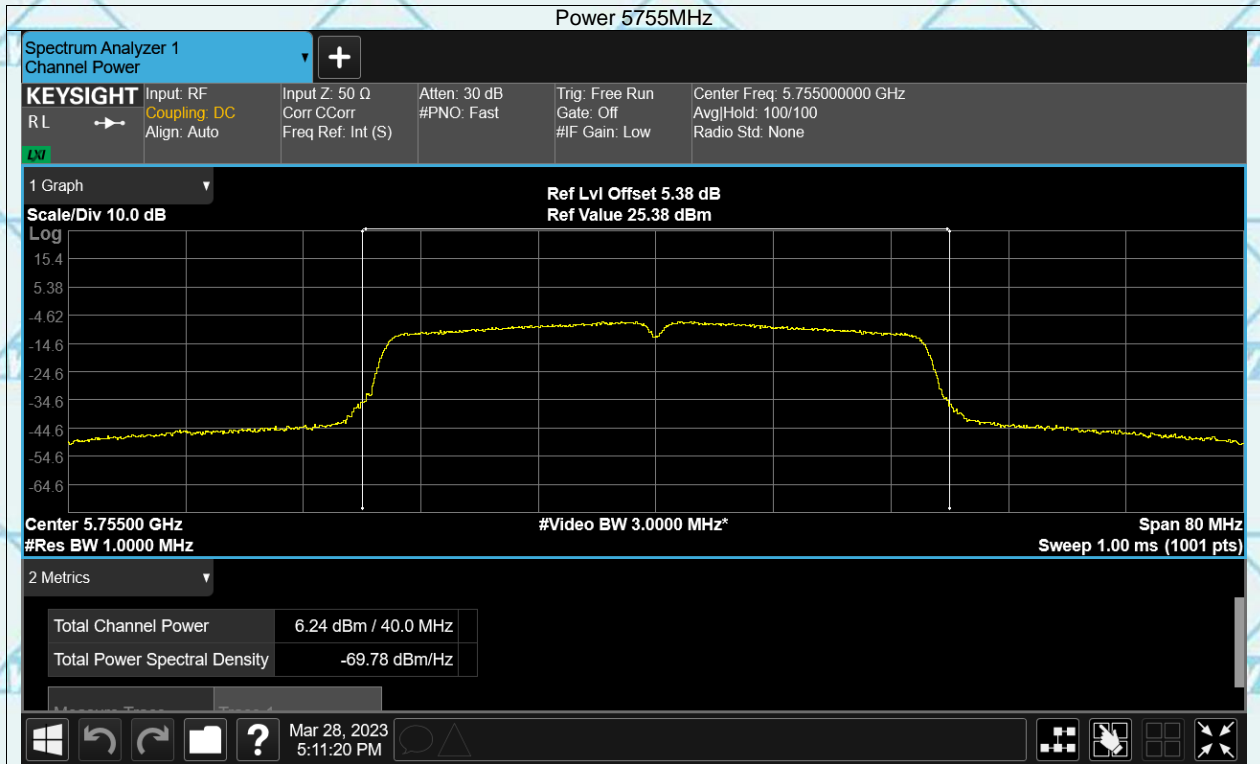 Power 5755MHz
Spectrum Analyzer 1
Channel Power
+
KEYSIGHT
R L
LXI
Input: RF
Coupling: DC
Align: Auto
Input Z: 50 Ω
Corr CCorr
Freq Ref: Int (S)
Atten: 30 dB
#PNO: Fast
Trig: Free Run
Gate: Off
#IF Gain: Low
Center Freq: 5.755000000 GHz
Avg|Hold: 100/100
Radio Std: None
1 Graph
Scale/Div 10.0 dB
Ref Lvl Offset 5.38 dB
Ref Value 25.38 dBm
Log
15.4
5.38
-4.62
-14.6
-24.6
-34.6
-44.6
-54.6
-64.6
Center 5.75500 GHz
#Res BW 1.0000 MHz
#Video BW 3.0000 MHz*
Span 80 MHz
Sweep 1.00 ms (1001 pts)
2 Metrics
Total Channel Power 6.24 dBm / 40.0 MHz
Total Power Spectral Density -69.78 dBm/Hz
?
Mar 28, 2023
5:11:20 PM